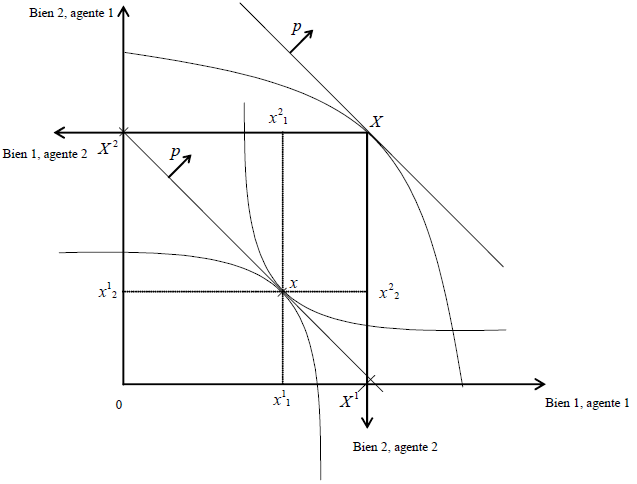 Bien 2, agente 1
p
x²₁
X
Bien 1, agente 2
X²
p
x
x¹₂
x²₂
0
x¹₁
X¹
Bien 1, agente 1
Bien 2, agente 2